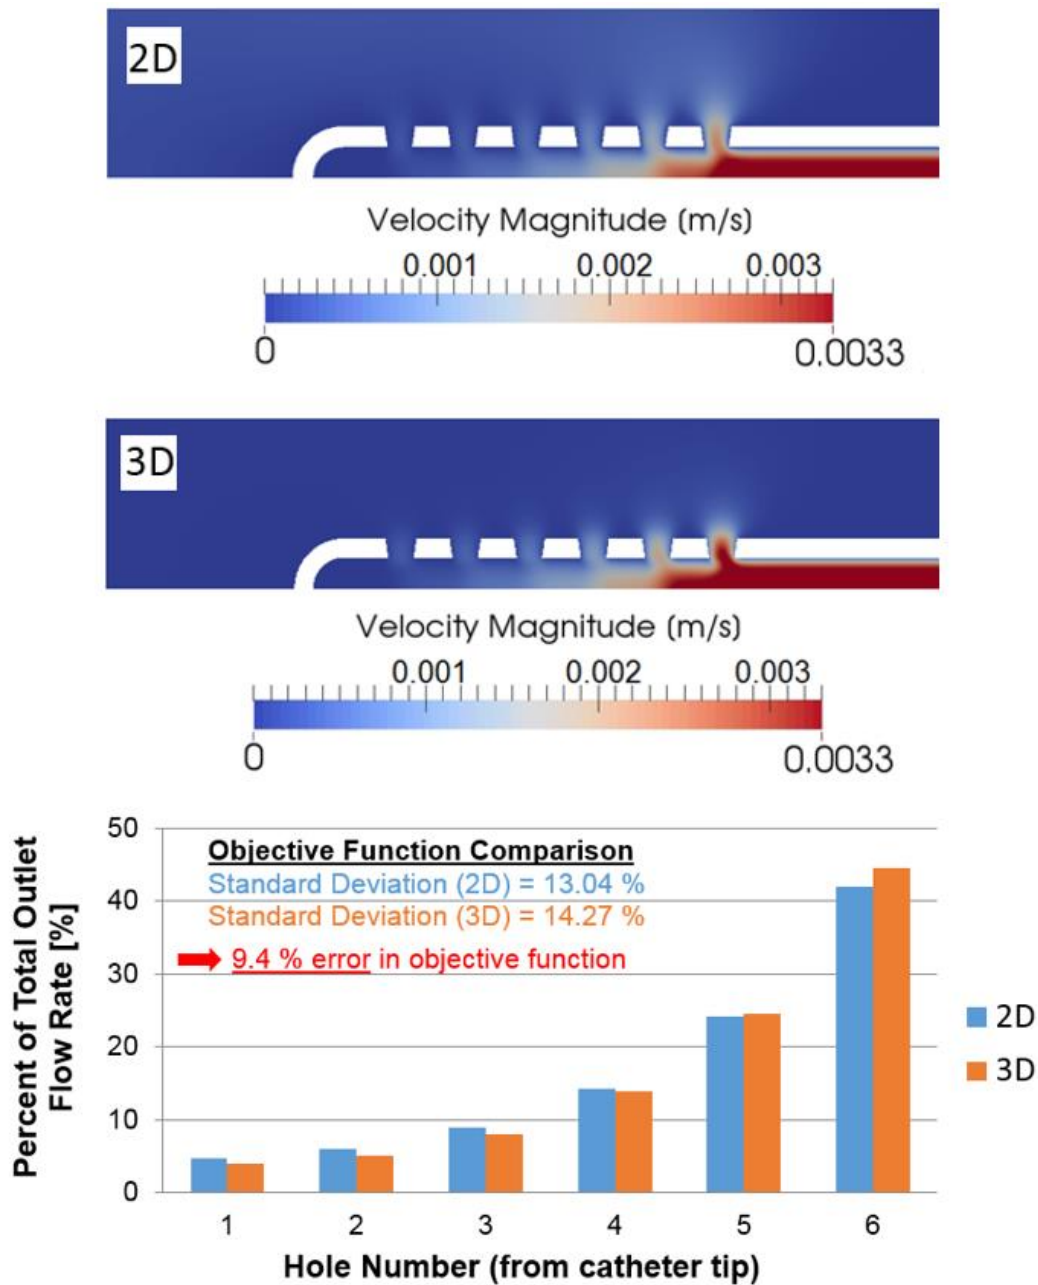 2D
Velocity Magnitude (m/s)
0.001 0.002 0.003
0 0.0033
3D
Velocity Magnitude (m/s)
0.001 0.002 0.003
0 0.0033
Percent of Total Outlet
Flow Rate [%]
50
40
30
20
10
0
Objective Function Comparison
Standard Deviation (2D) = 13.04 %
Standard Deviation (3D) = 14.27 %
9.4 % error in objective function
2D
3D
1 2 3 4 5 6
Hole Number (from catheter tip)